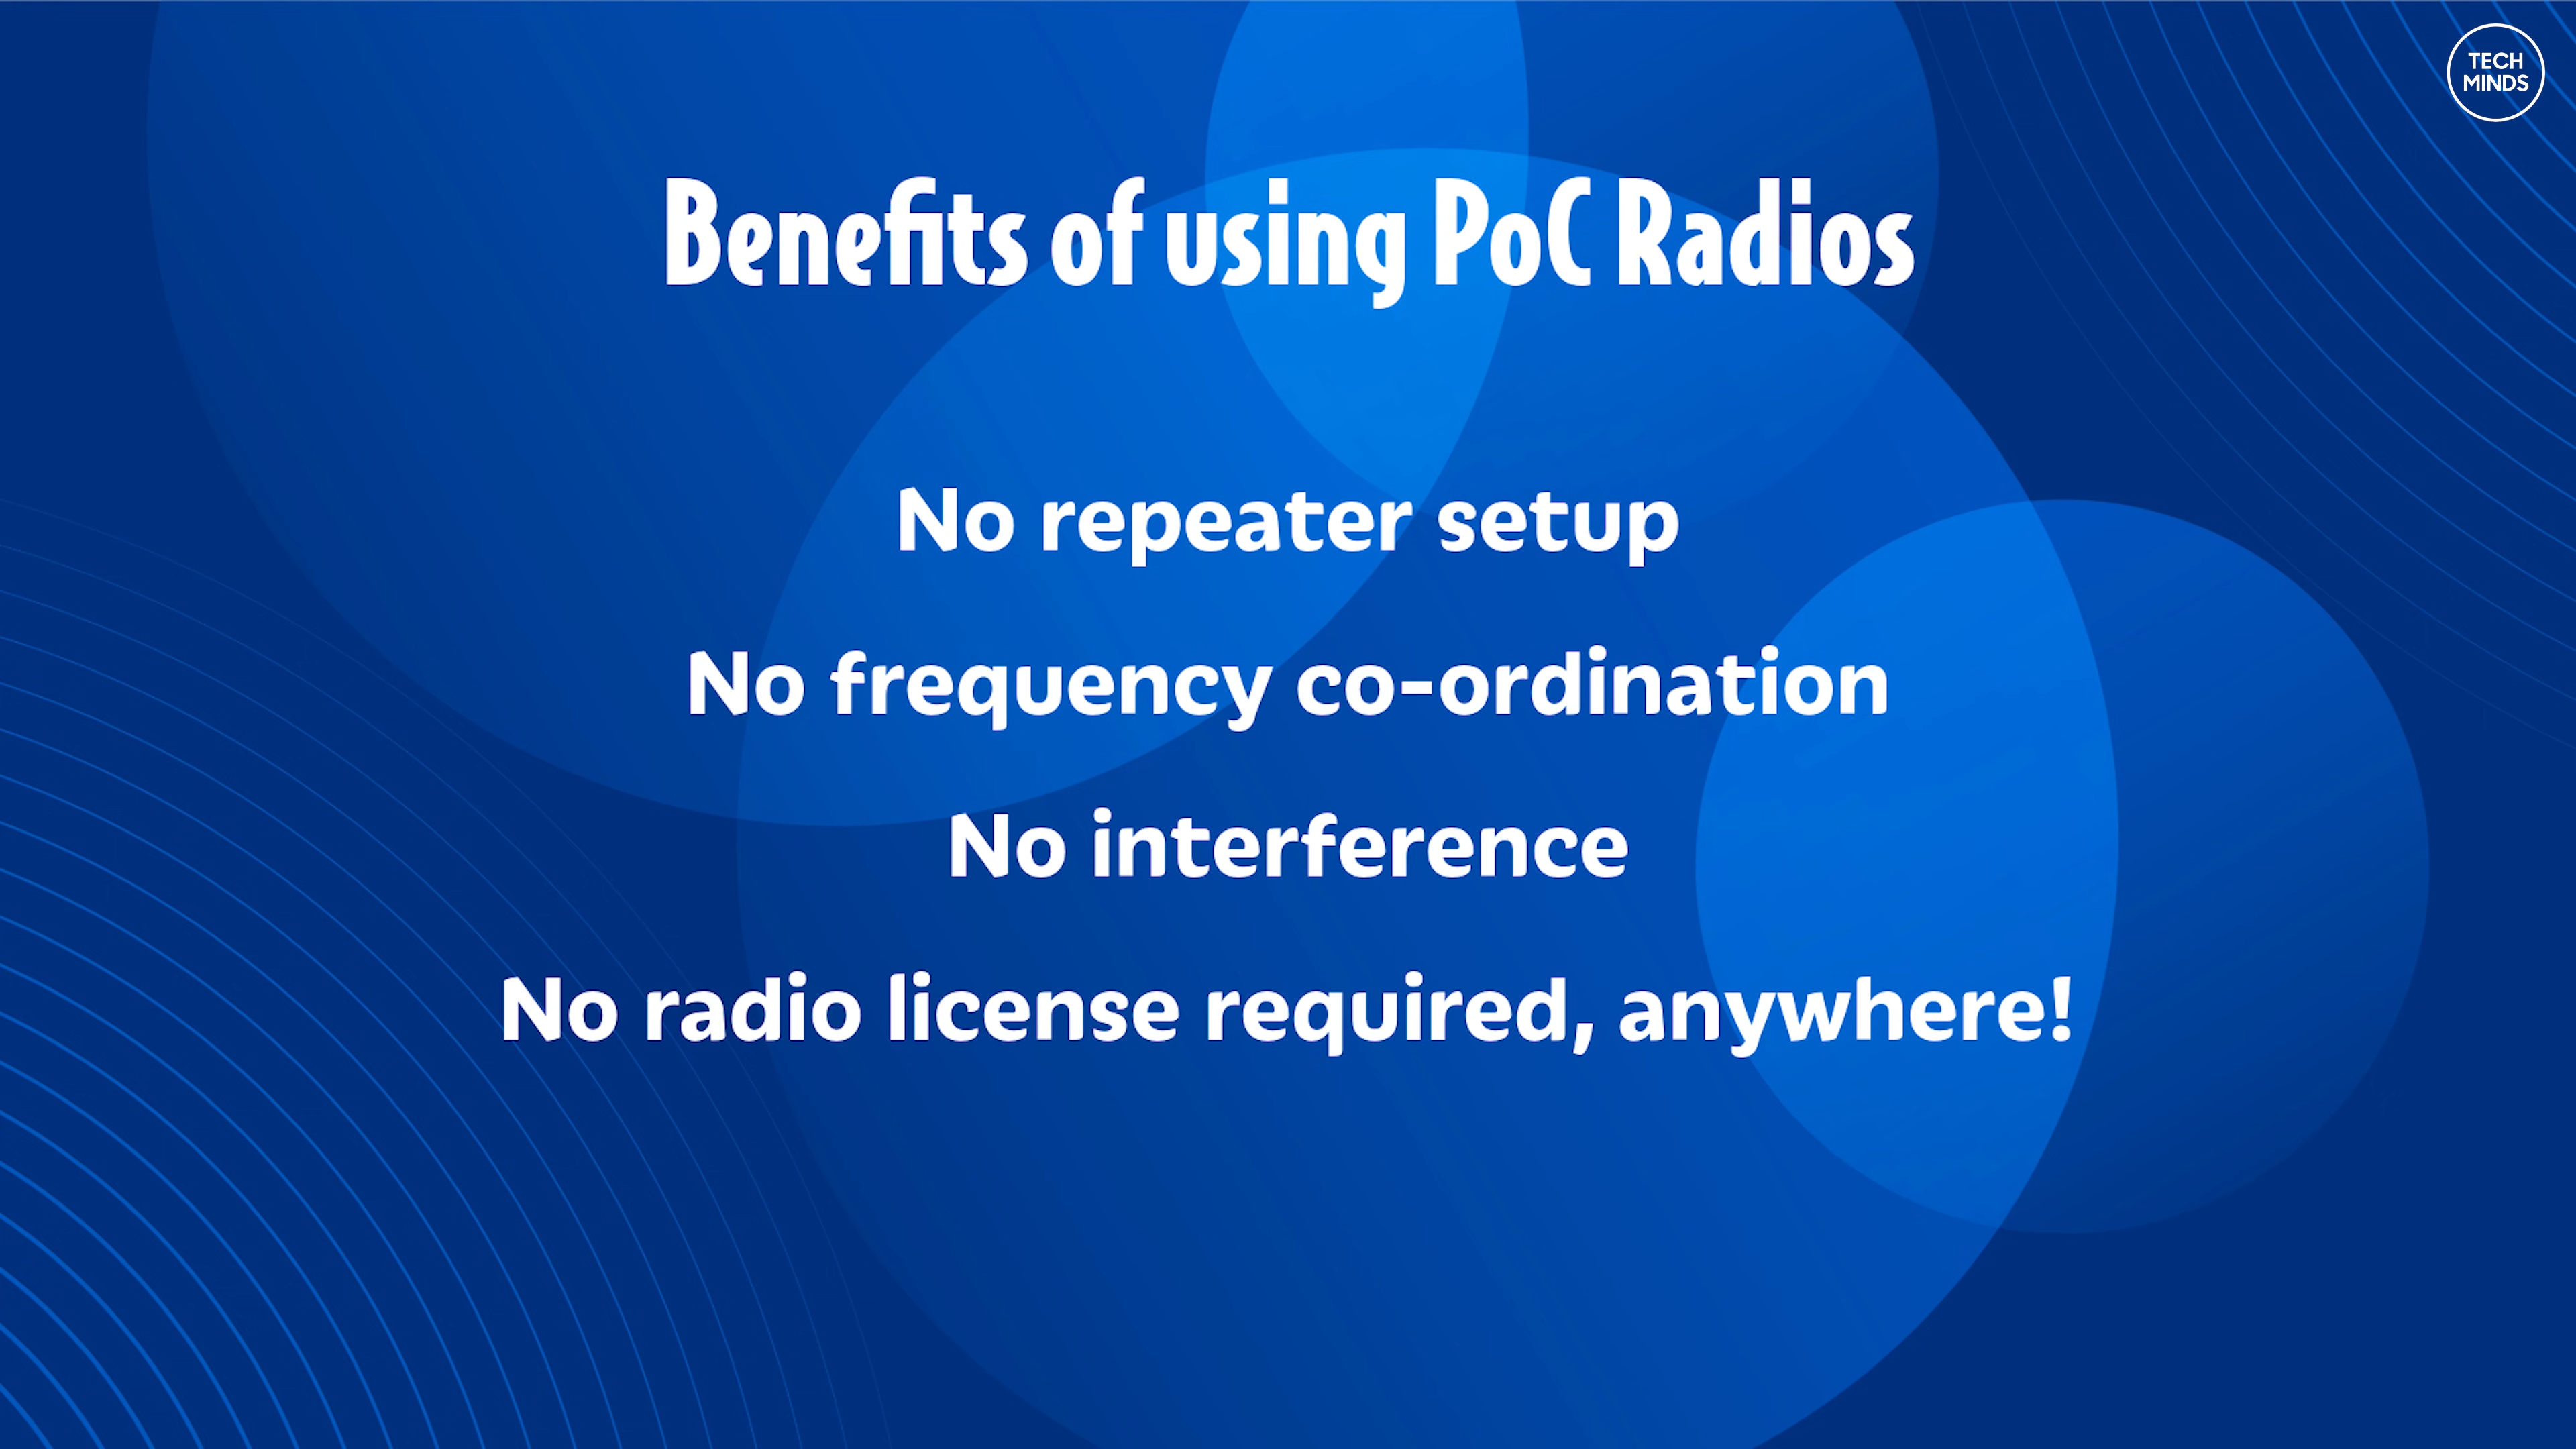 TECH
MINDS
Benefits of using PoC Radios
No repeater setup
No frequency co-ordination
No interference
No radio license required, anywhere!